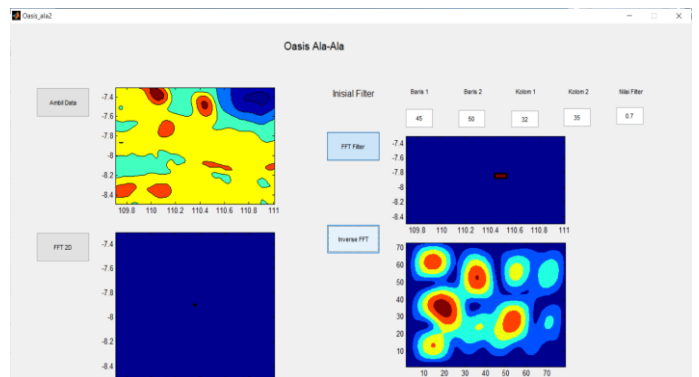 Oasis_ala2
Oasis Ala-Ala
Inisial Filter
Baris 1
Baris 2
Kolom 1
Kolom 2
Nilai Filter
45
50
32
35
0.7
Ambil Data
-7.4
-7.6
-7.8
-8
-8.2
-8.4
109.8 110 110.2 110.4 110.6 110.8 111
FFT Filter
-7.4
-7.6
-7.8
-8
-8.2
-8.4
109.8 110 110.2 110.4 110.6 110.8 111
FFT 2D
-7.4
-7.6
-7.8
-8
-8.2
-8.4
Inverse FFT
70
60
50
40
30
20
10
10 20 30 40 50 60 70